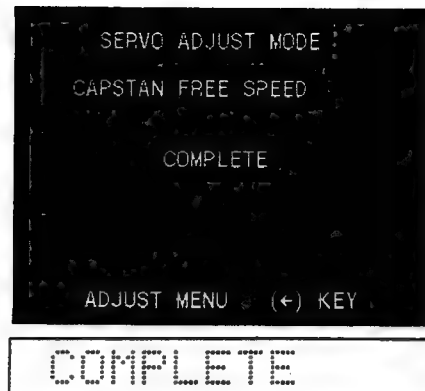 SERVO ADJUST MODE
CAPSTAN FREE SPEED
COMPLETE
ADJUST MENU (←) KEY
COMPLETE